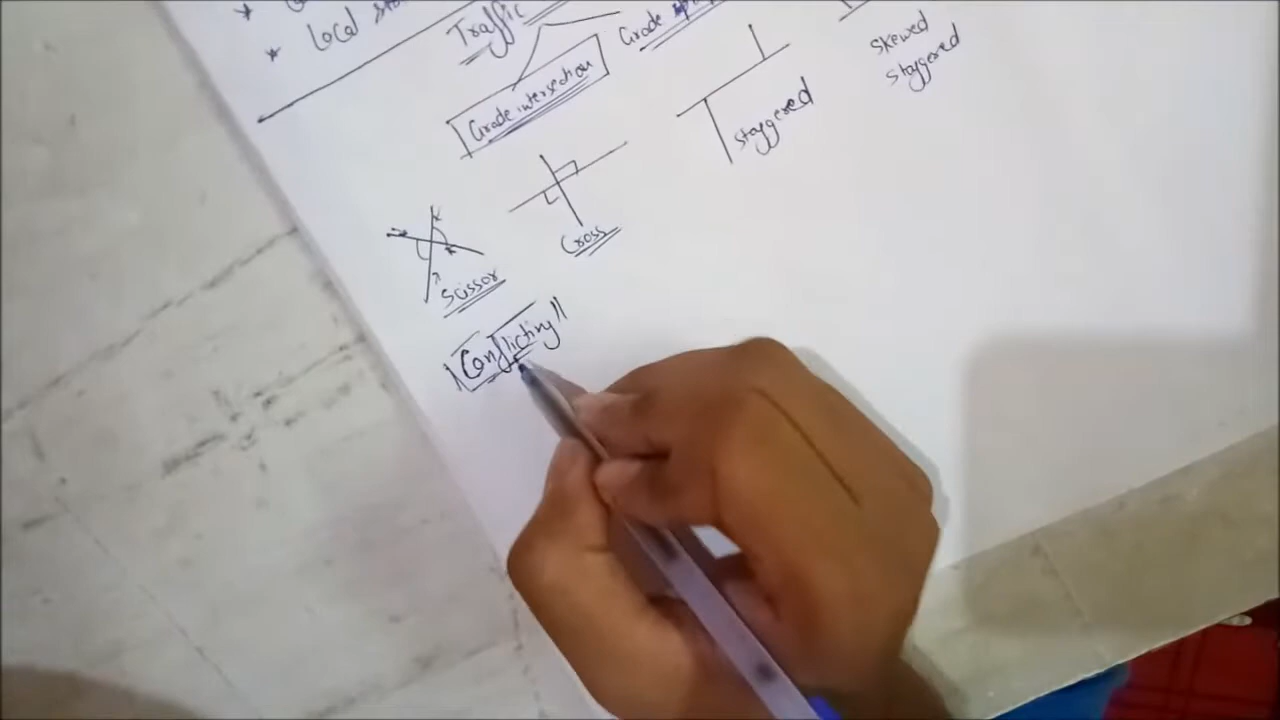 * Local
Traffic
Grade intersection
Grade
Skewed
staggered
staggered
Cross
Scissor
Conflicting